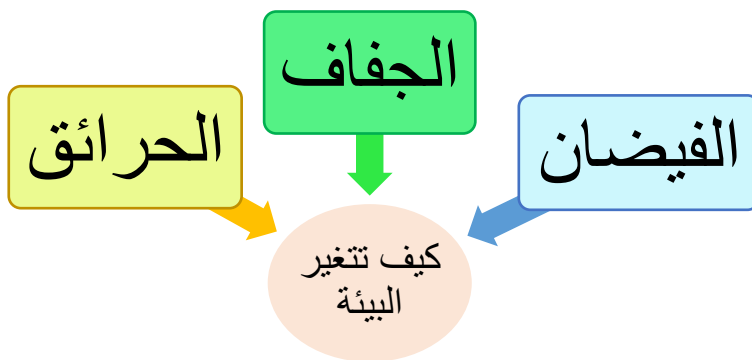 الجفاف
الفيضان
الحرائق
كيف تتغير
البيئة